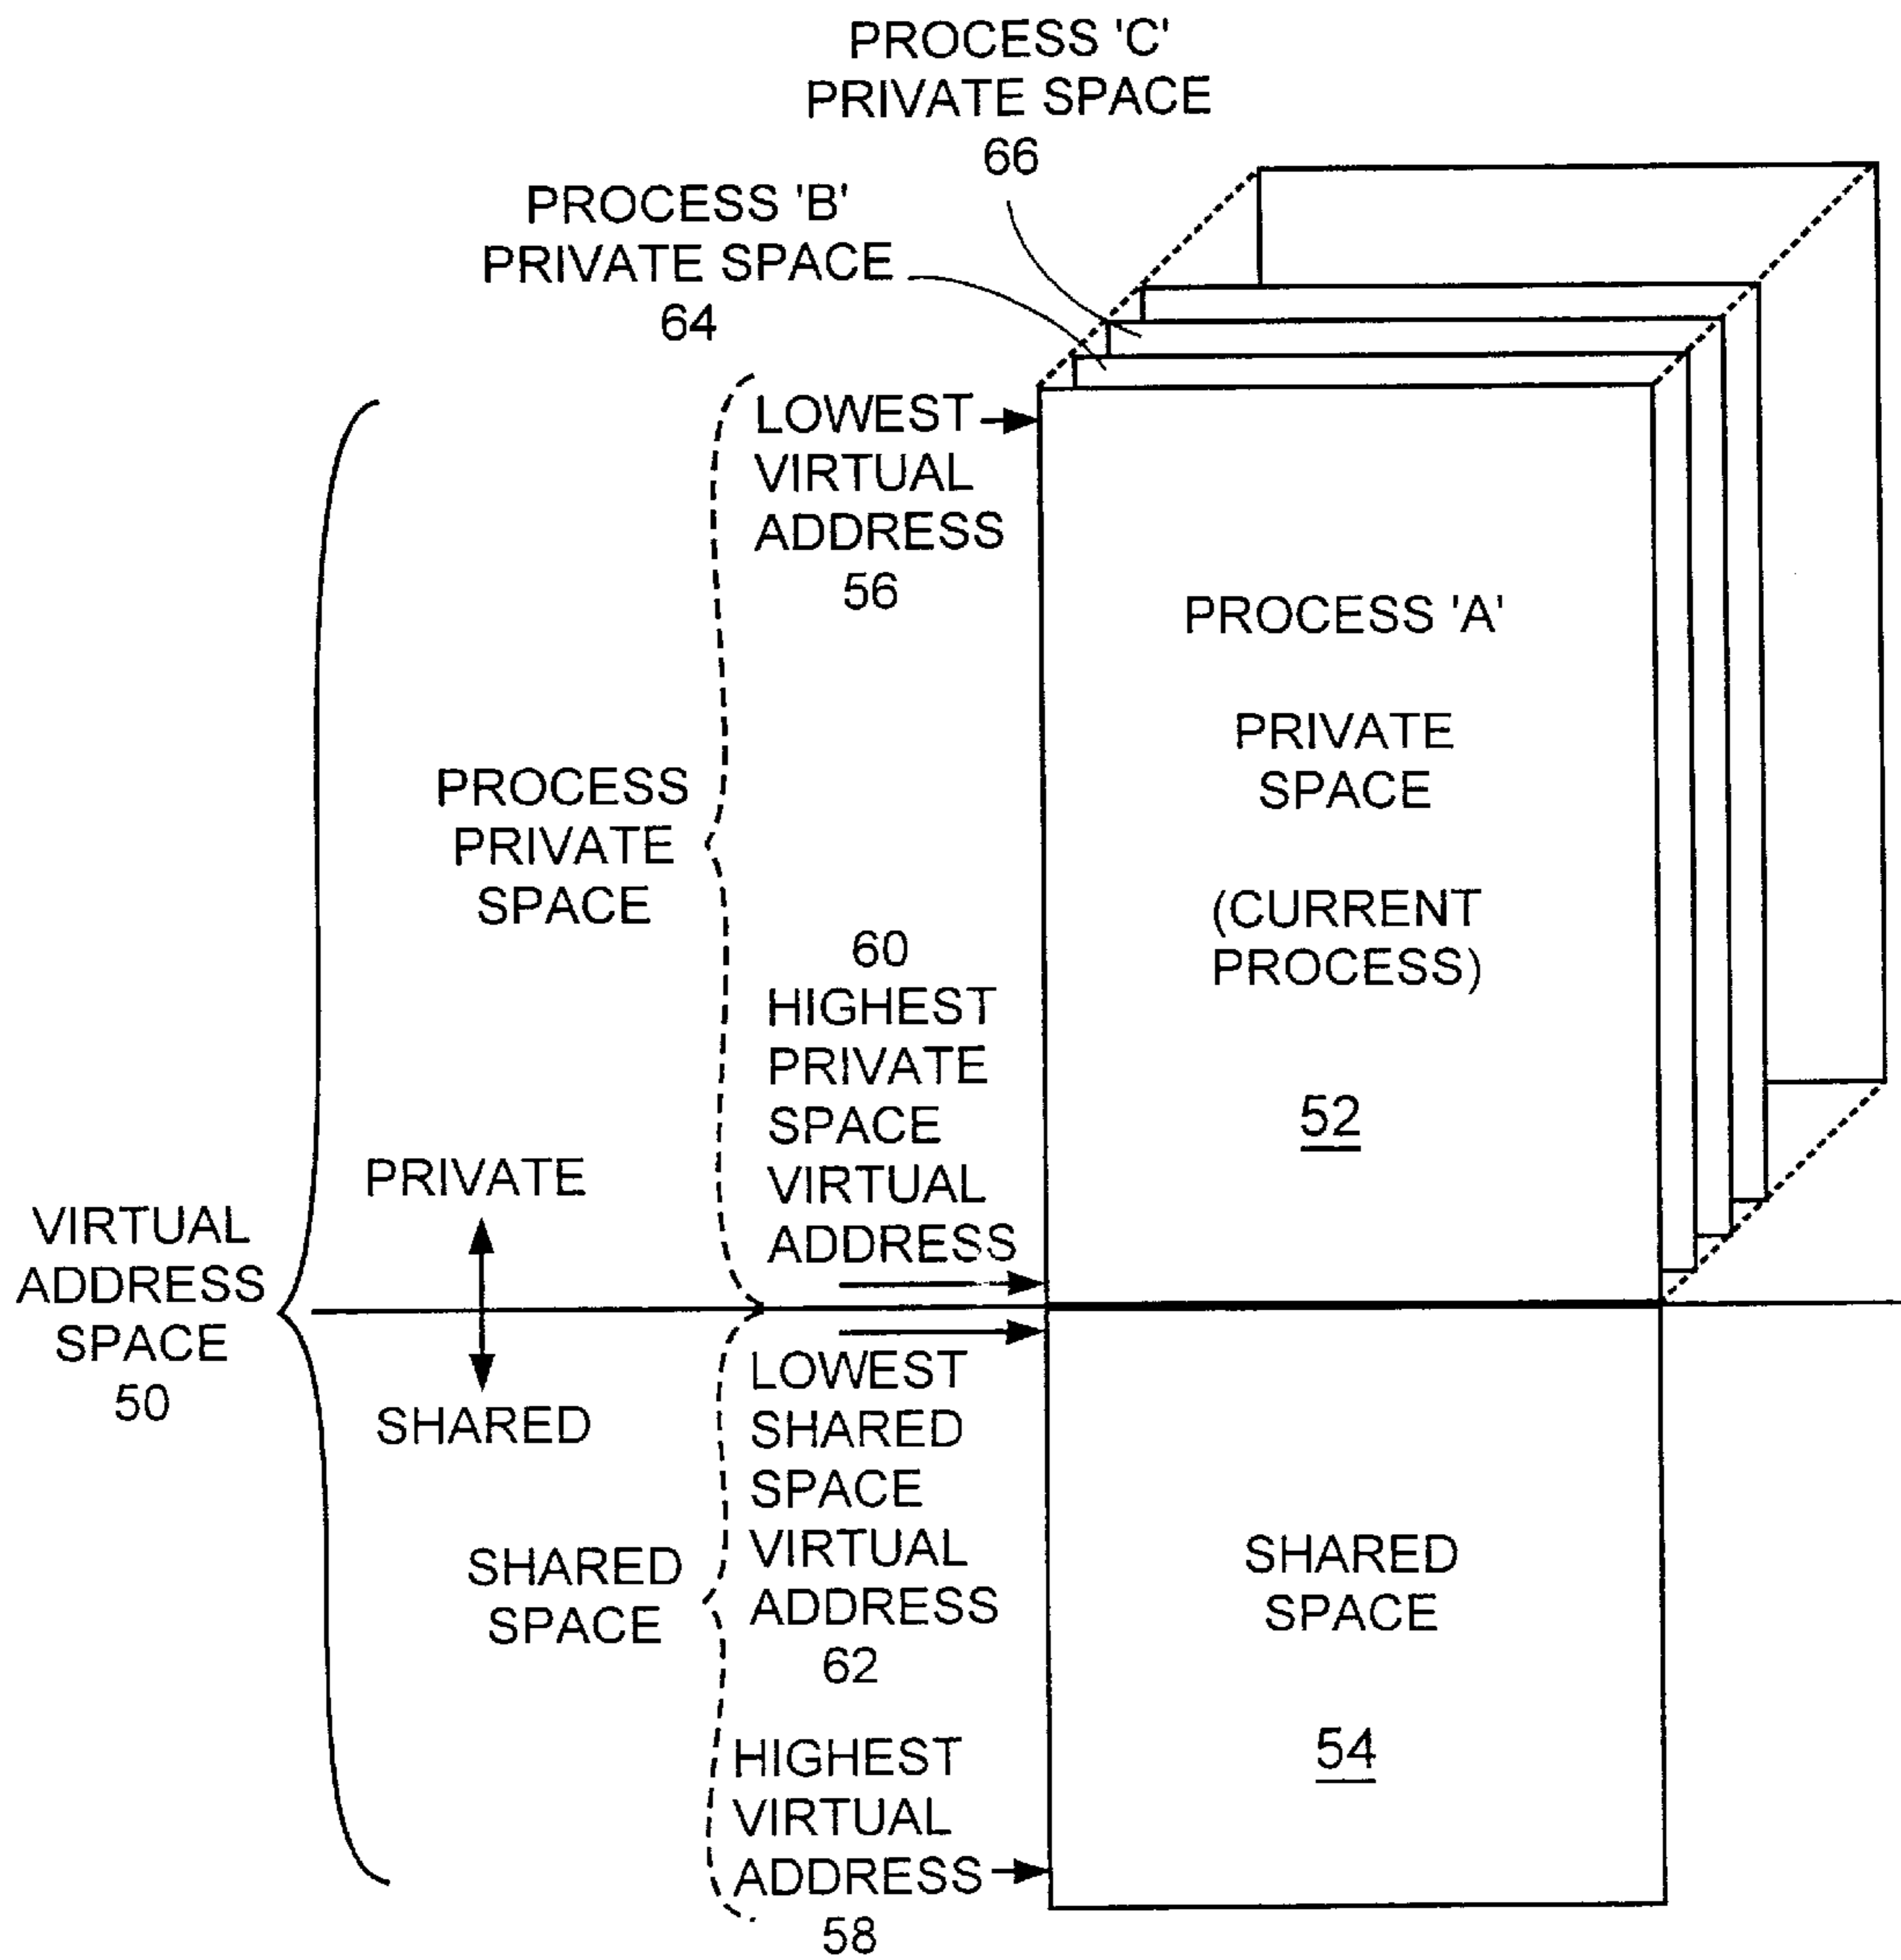 PROCESS 'C'
PRIVATE SPACE
66
PROCESS 'B'
PRIVATE SPACE
64
LOWEST
VIRTUAL
ADDRESS
56
PROCESS 'A'
PRIVATE
SPACE
(CURRENT
PROCESS)
52
PROCESS
PRIVATE
SPACE
60
HIGHEST
PRIVATE
SPACE
VIRTUAL
ADDRESS
PRIVATE
VIRTUAL
ADDRESS
SPACE
50
SHARED
LOWEST
SHARED
SPACE
VIRTUAL
ADDRESS
62
SHARED
SPACE
SHARED
SPACE
54
HIGHEST
VIRTUAL
ADDRESS
58